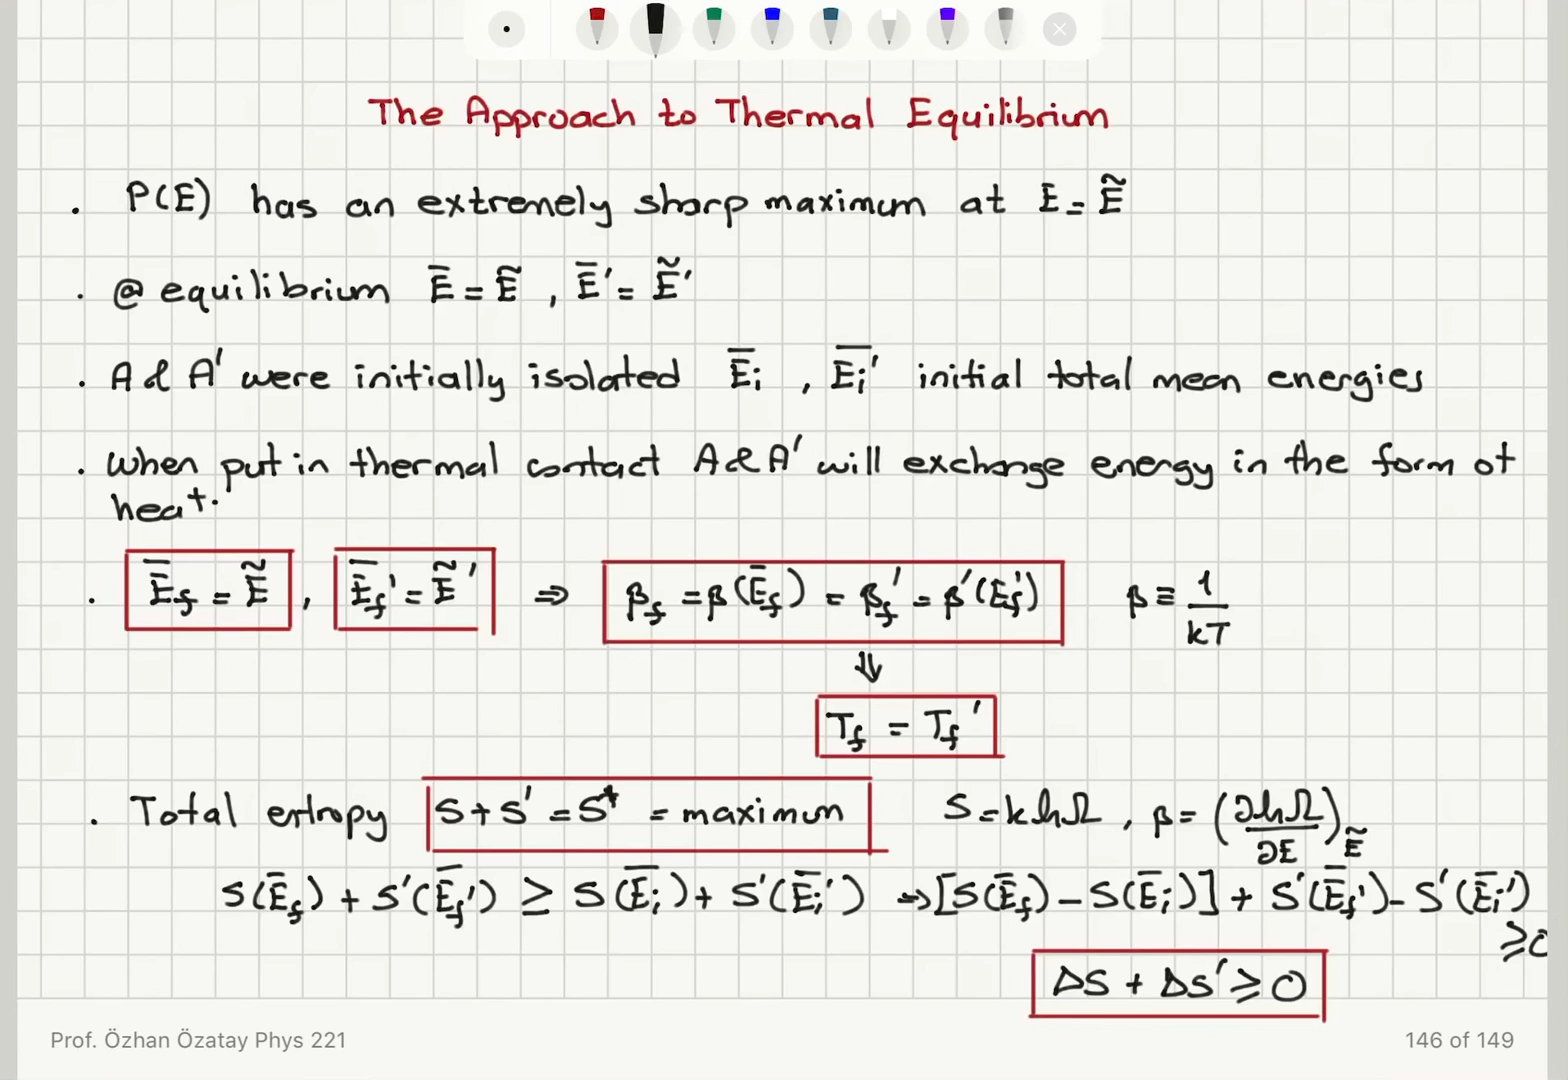 The Approach to Thermal Equilibrium
. P(E) has an extremely sharp maximum at E = Ẽ
. @ equilibrium Ē = Ẽ , Ē' = Ẽ'
. A & A' were initially isolated Ēi , Ēi' initial total mean energies
. when put in thermal contact A & A' will exchange energy in the form of
heat.
. Ēf = Ẽ , Ēf' = Ẽ' ⇒ βf = β(Ēf) = βf' = β'(Ef') β ≡ 1/kT
⇓
Tf = Tf'
. Total entropy S + S' = S* = maximum S = k ln Ω , β = (∂lnΩ/∂E)Ẽ
S(Ēf) + S'(Ēf') ≥ S(Ēi) + S'(Ēi') → [S(Ēf) – S(Ēi)] + S'(Ēf') – S'(Ēi')
≥0
ΔS + ΔS' ≥ 0
Prof. Özhan Özatay Phys 221
146 of 149